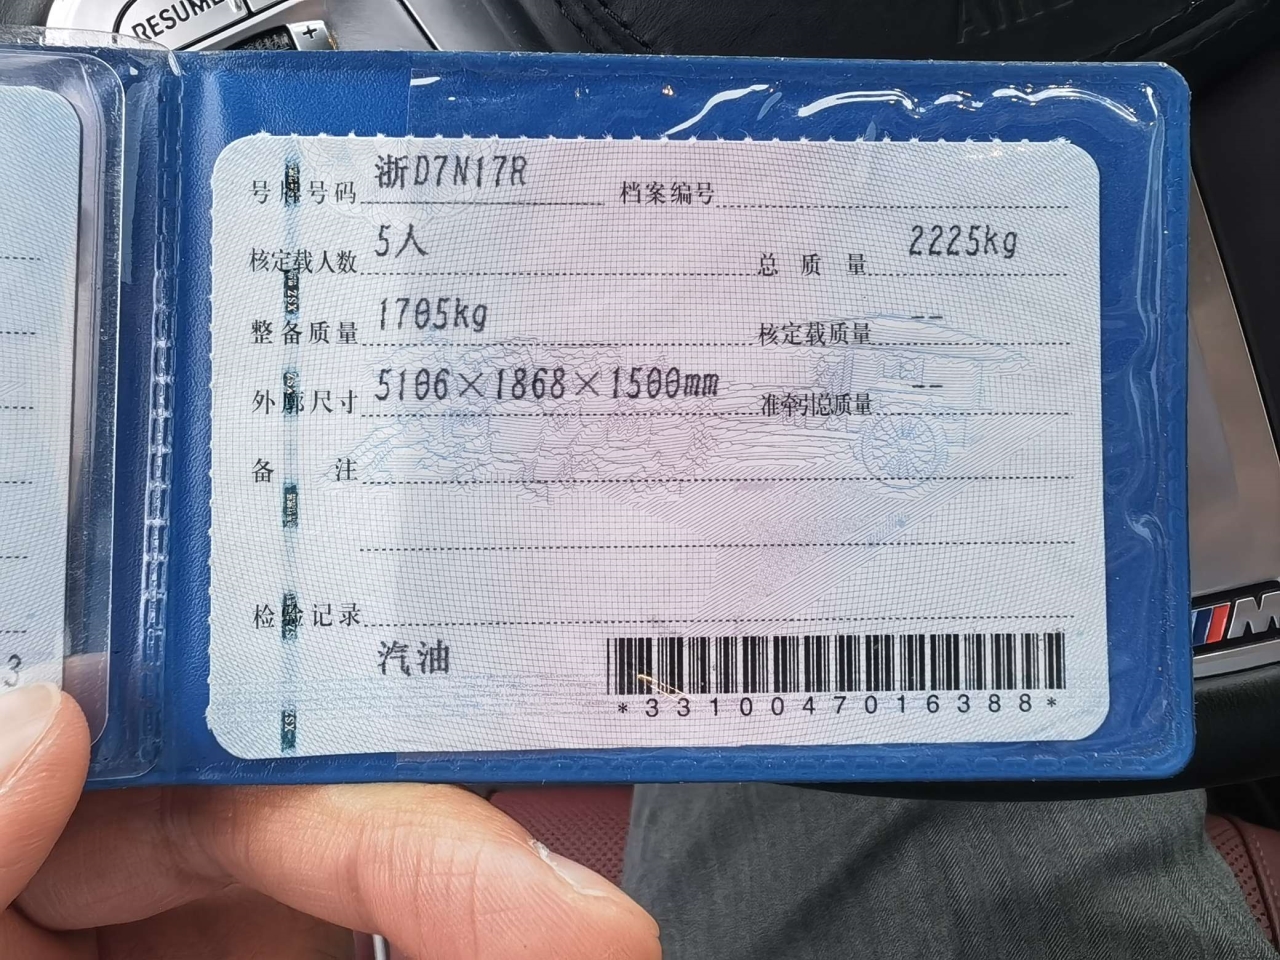 RESUME
+
号牌号码 浙D7N17R 档案编号
核定载人数 5人 总质量 2225kg
整备质量 1705kg 核定载质量 --
外廓尺寸 5106×1868×1500mm 准牵引总质量 --
备注
检验记录
汽油
*3310047016388*
3
M